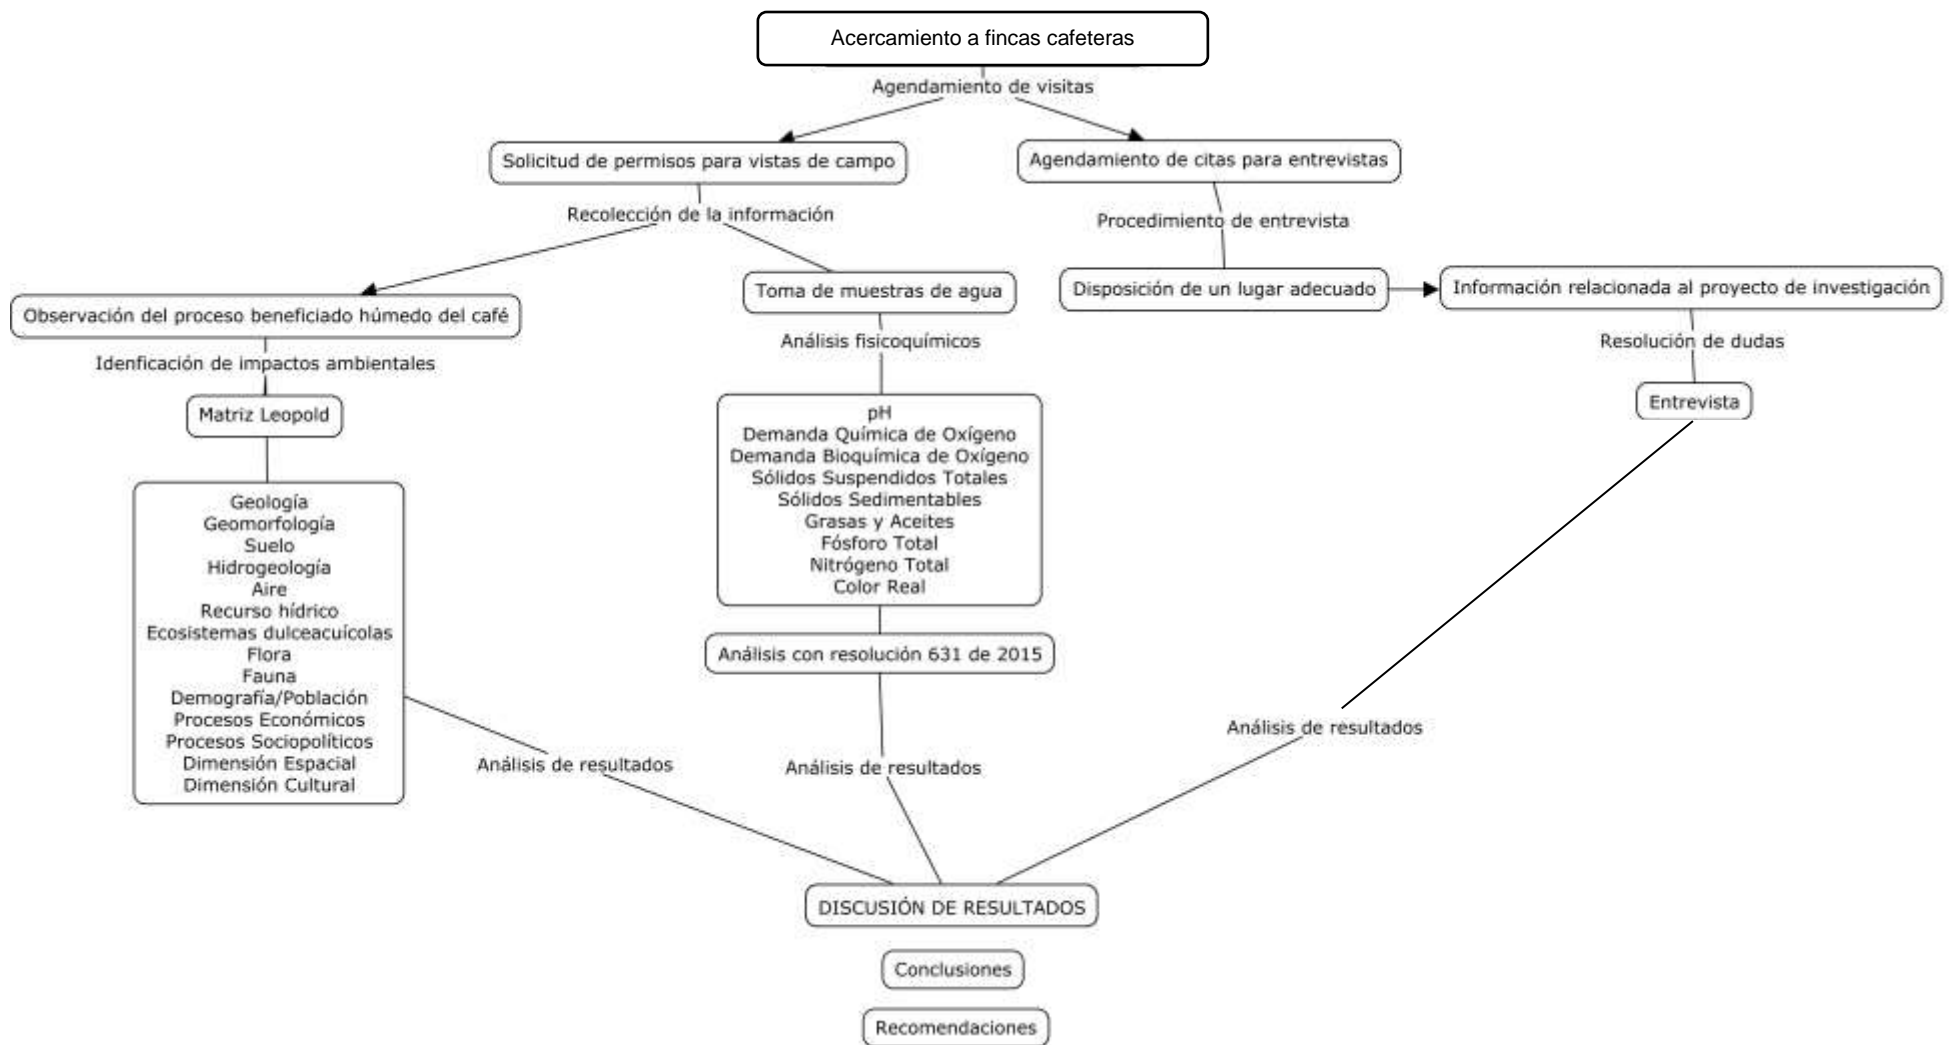 Acercamiento a fincas cafeteras
Agendamiento de visitas
Solicitud de permisos para vistas de campo
Agendamiento de citas para entrevistas
Recolección de la información
Procedimiento de entrevista
Observación del proceso beneficiado húmedo del café
Toma de muestras de agua
Disposición de un lugar adecuado
Información relacionada al proyecto de investigación
Idenficación de impactos ambientales
Análisis fisicoquímicos
Resolución de dudas
Matriz Leopold
Entrevista
pH
Demanda Química de Oxígeno
Demanda Bioquímica de Oxígeno
Sólidos Suspendidos Totales
Sólidos Sedimentables
Grasas y Aceites
Fósforo Total
Nitrógeno Total
Color Real
Geología
Geomorfología
Suelo
Hidrogeología
Aire
Recurso hídrico
Ecosistemas dulceacuícolas
Flora
Fauna
Demografía/Población
Procesos Económicos
Procesos Sociopolíticos
Dimensión Espacial
Dimensión Cultural
Análisis con resolución 631 de 2015
Análisis de resultados
Análisis de resultados
Análisis de resultados
DISCUSIÓN DE RESULTADOS
Conclusiones
Recomendaciones